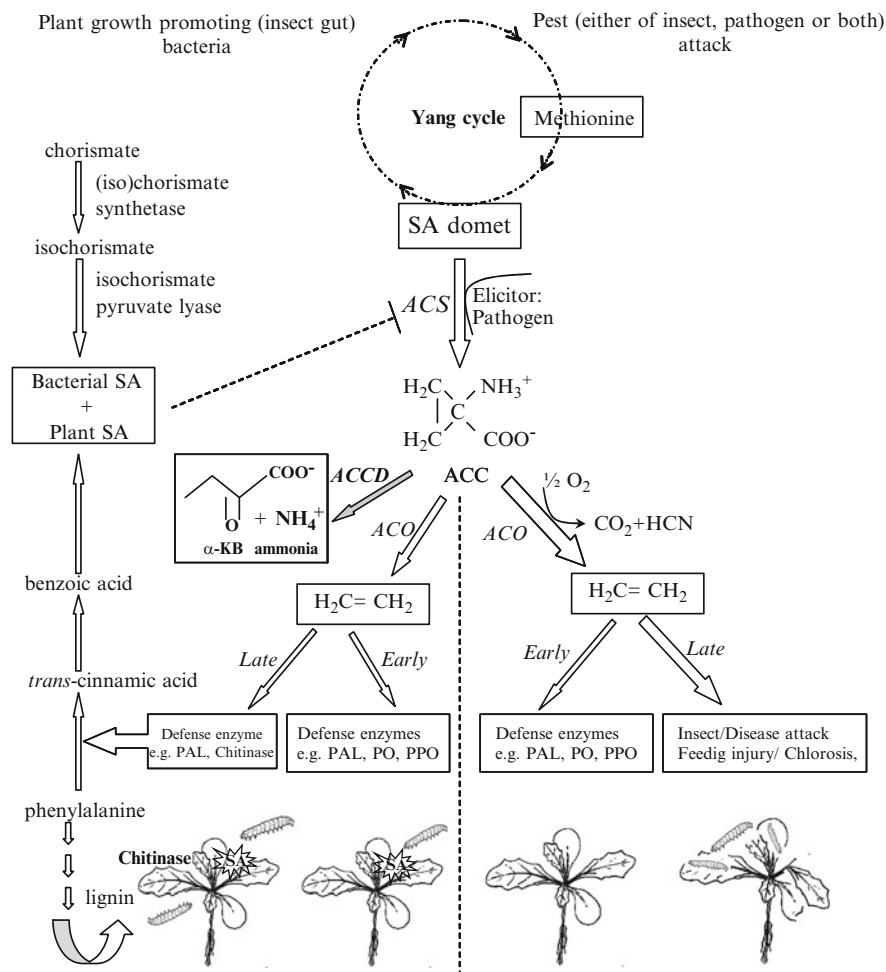 Plant growth promoting (insect gut)
bacteria
Pest (either of insect, pathogen or both)
attack
Yang cycle
Methionine
SA domet
chorismate
(iso)chorismate
synthetase
isochorismate
isochorismate
pyruvate lyase
Bacterial SA
+
Plant SA
ACS
Elicitor:
Pathogen
H₂C
NH₃⁺
C
H₂C
COO⁻
ACC
ACCD
COO⁻
O
+ NH₄⁺
α-KB ammonia
ACO
ACO
½ O₂
CO₂+HCN
H₂C= CH₂
H₂C= CH₂
Late
Early
Early
Late
benzoic acid
trans-cinnamic acid
Defense enzyme
e.g. PAL, Chitinase
Defense enzymes
e.g. PAL, PO, PPO
Defense enzymes
e.g. PAL, PO, PPO
Insect/Disease attack
Feedig injury/ Chlorosis,
phenylalanine
lignin
Chitinase
SA
SA